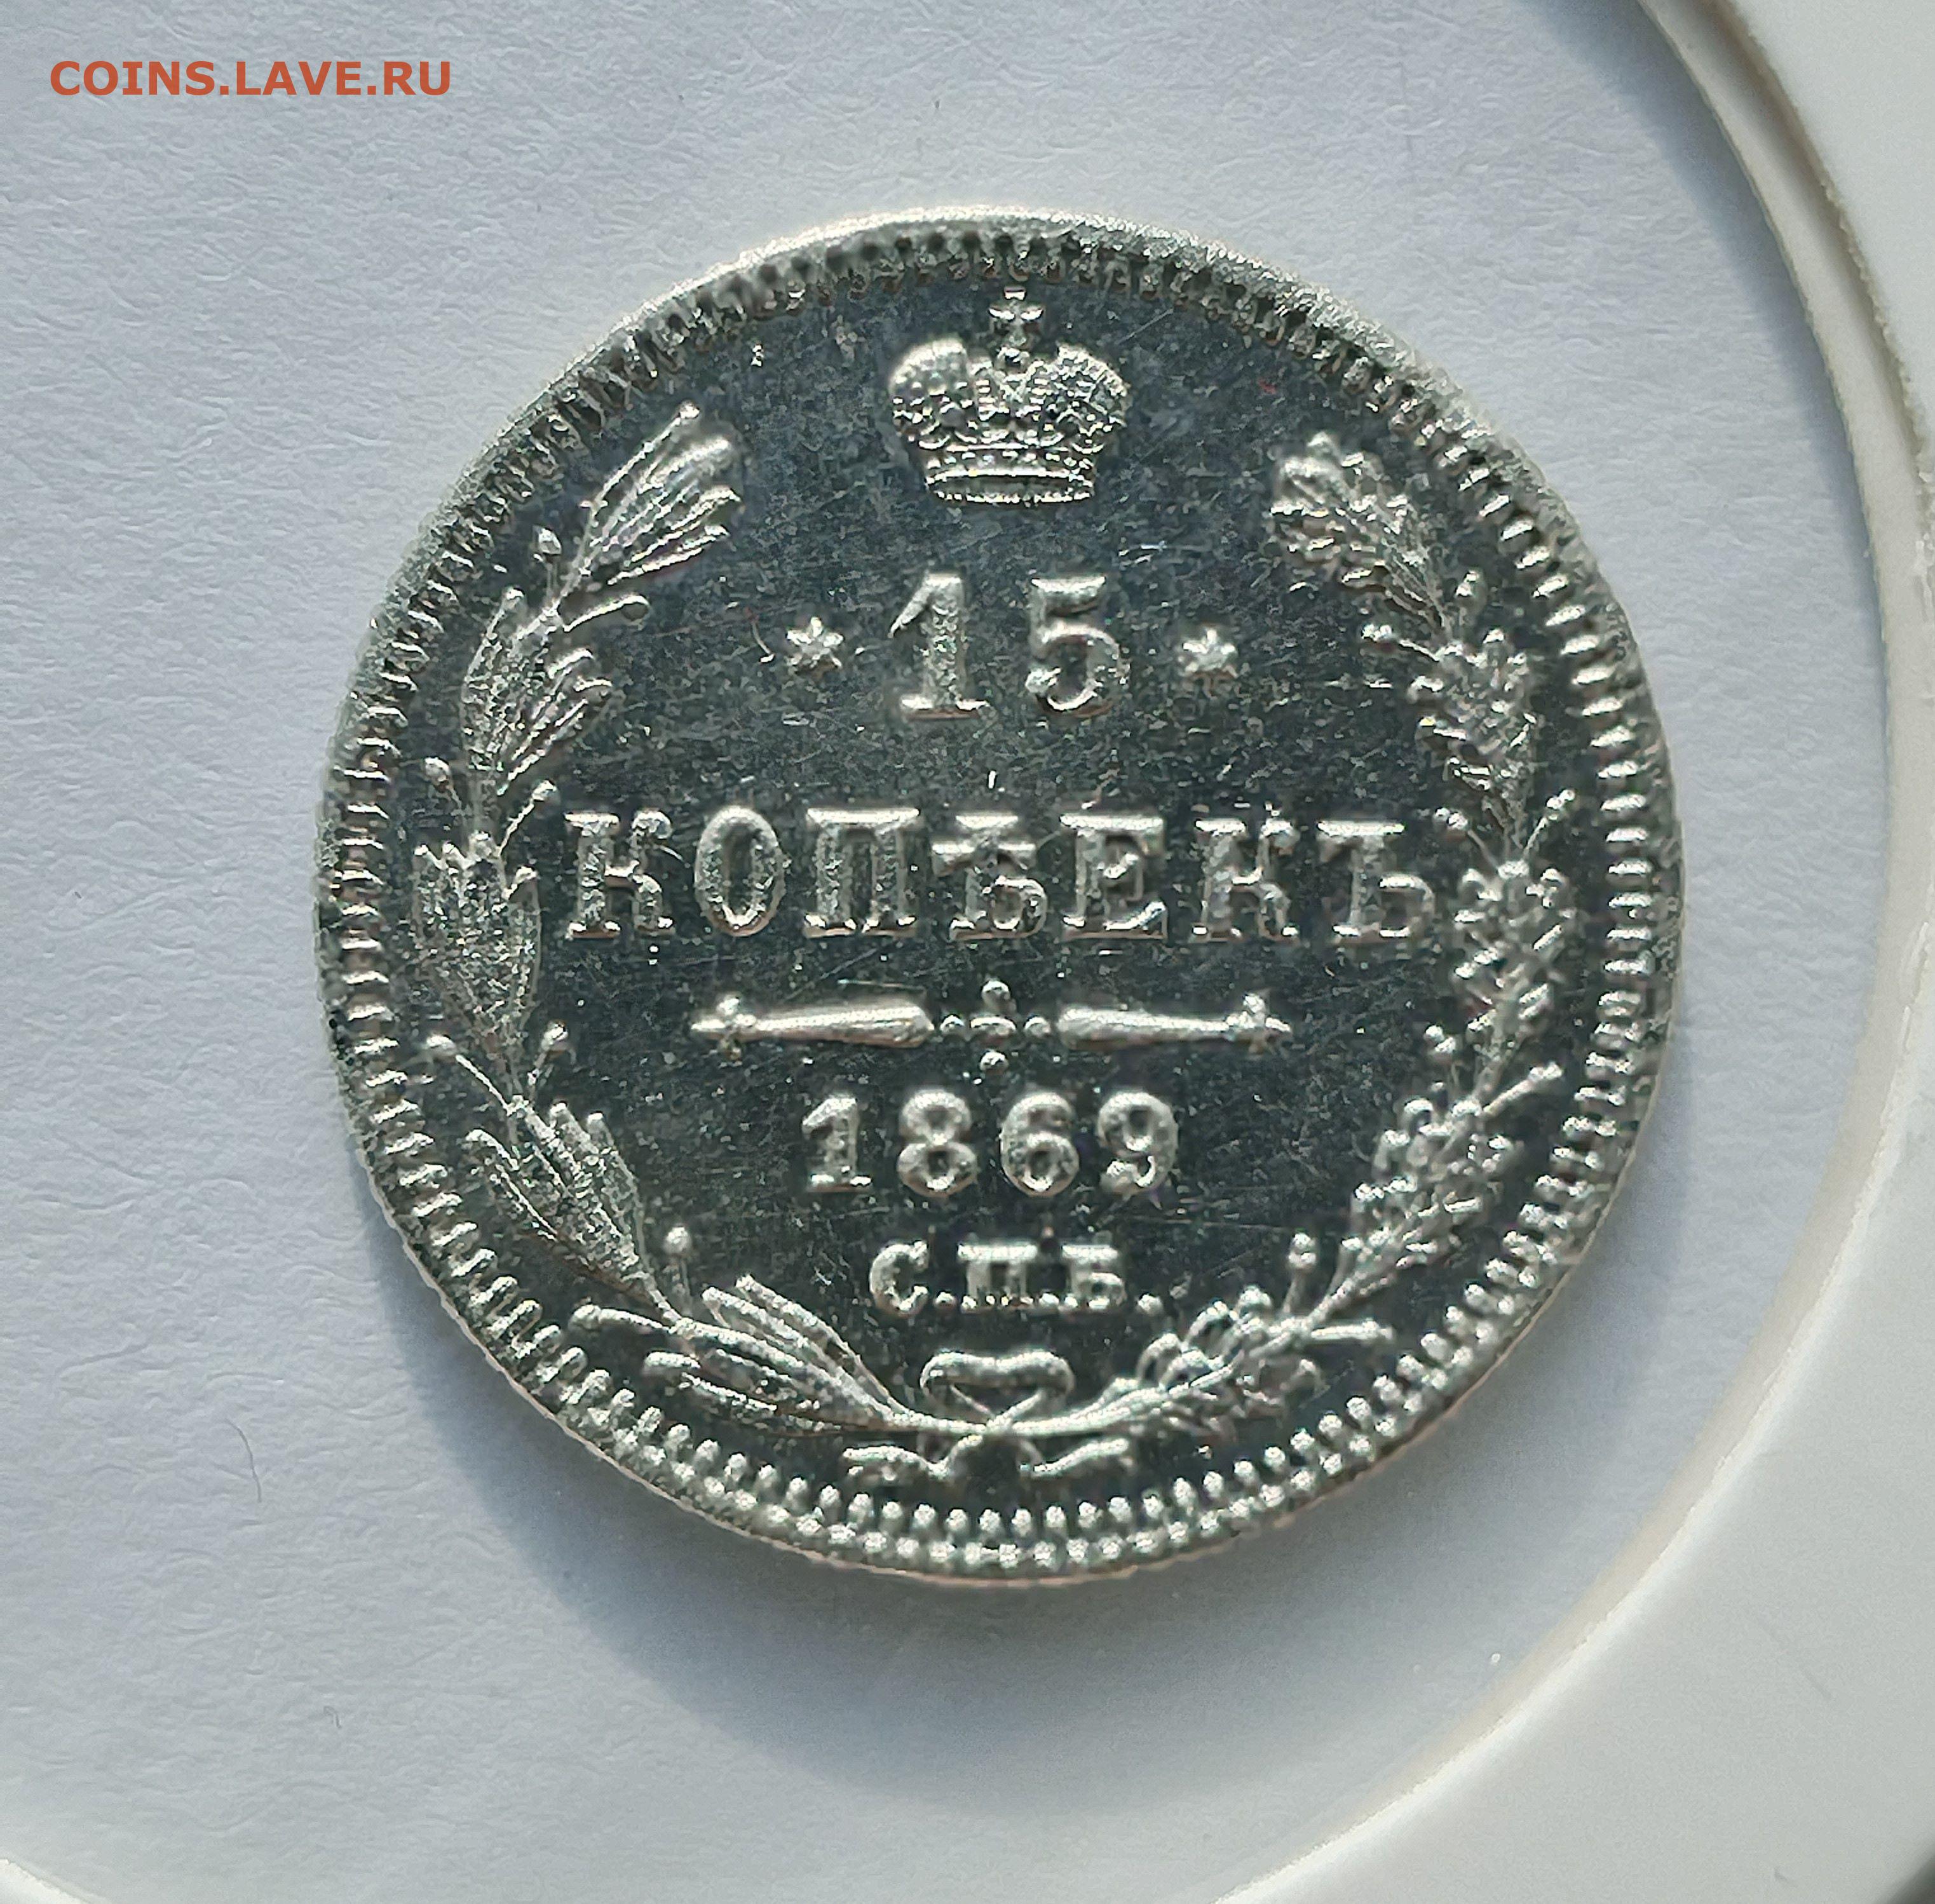 COINS.LAVE.RU
* 15 *
КОПѢЕКЪ
1869
С.П.Б.